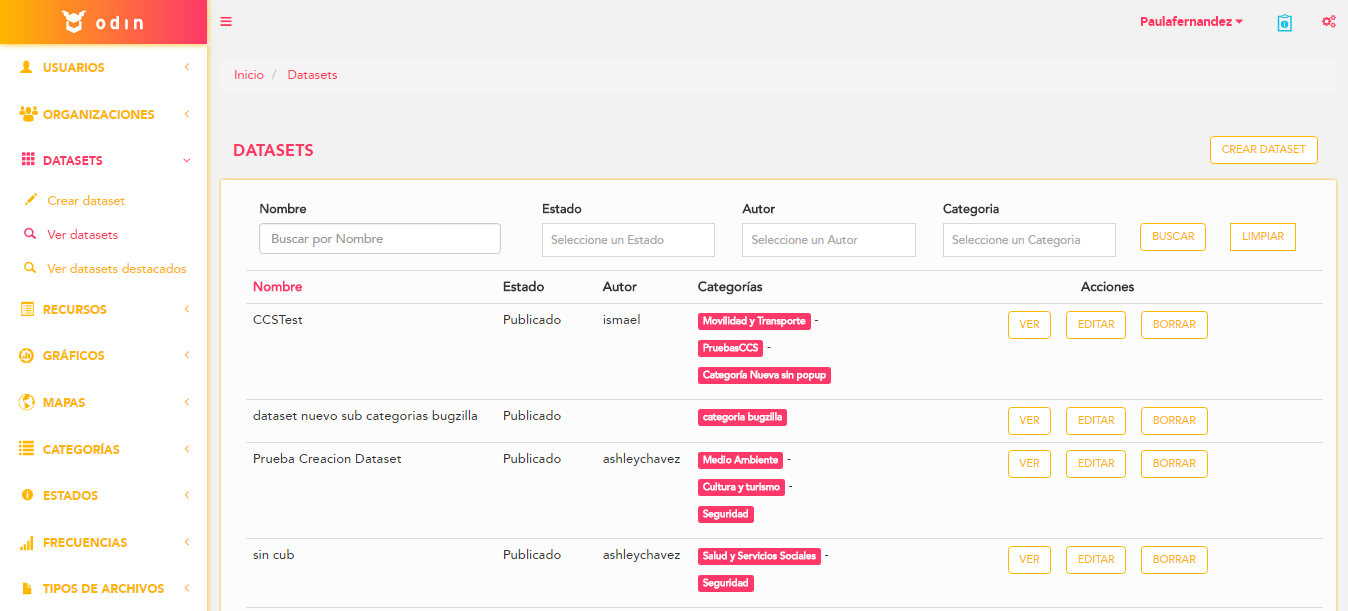 odin
Paulafernandez
USUARIOS
ORGANIZACIONES
DATASETS
Crear dataset
Ver datasets
Ver datasets destacados
RECURSOS
GRÁFICOS
MAPAS
CATEGORÍAS
ESTADOS
FRECUENCIAS
TIPOS DE ARCHIVOS
Inicio / Datasets
DATASETS
CREAR DATASET
Nombre Estado Autor Categoria
Buscar por Nombre Seleccione un Estado Seleccione un Autor Seleccione un Categoria BUSCAR LIMPIAR
Nombre Estado Autor Categorías Acciones
CCSTest Publicado ismael Movilidad y Transporte - VER EDITAR BORRAR
PruebasCCS -
Categoría Nueva sin popup
dataset nuevo sub categorias bugzilla Publicado categoria bugzilla VER EDITAR BORRAR
Prueba Creacion Dataset Publicado ashleychavez Medio Ambiente - VER EDITAR BORRAR
Cultura y turismo -
Seguridad
sin cub Publicado ashleychavez Salud y Servicios Sociales - VER EDITAR BORRAR
Seguridad